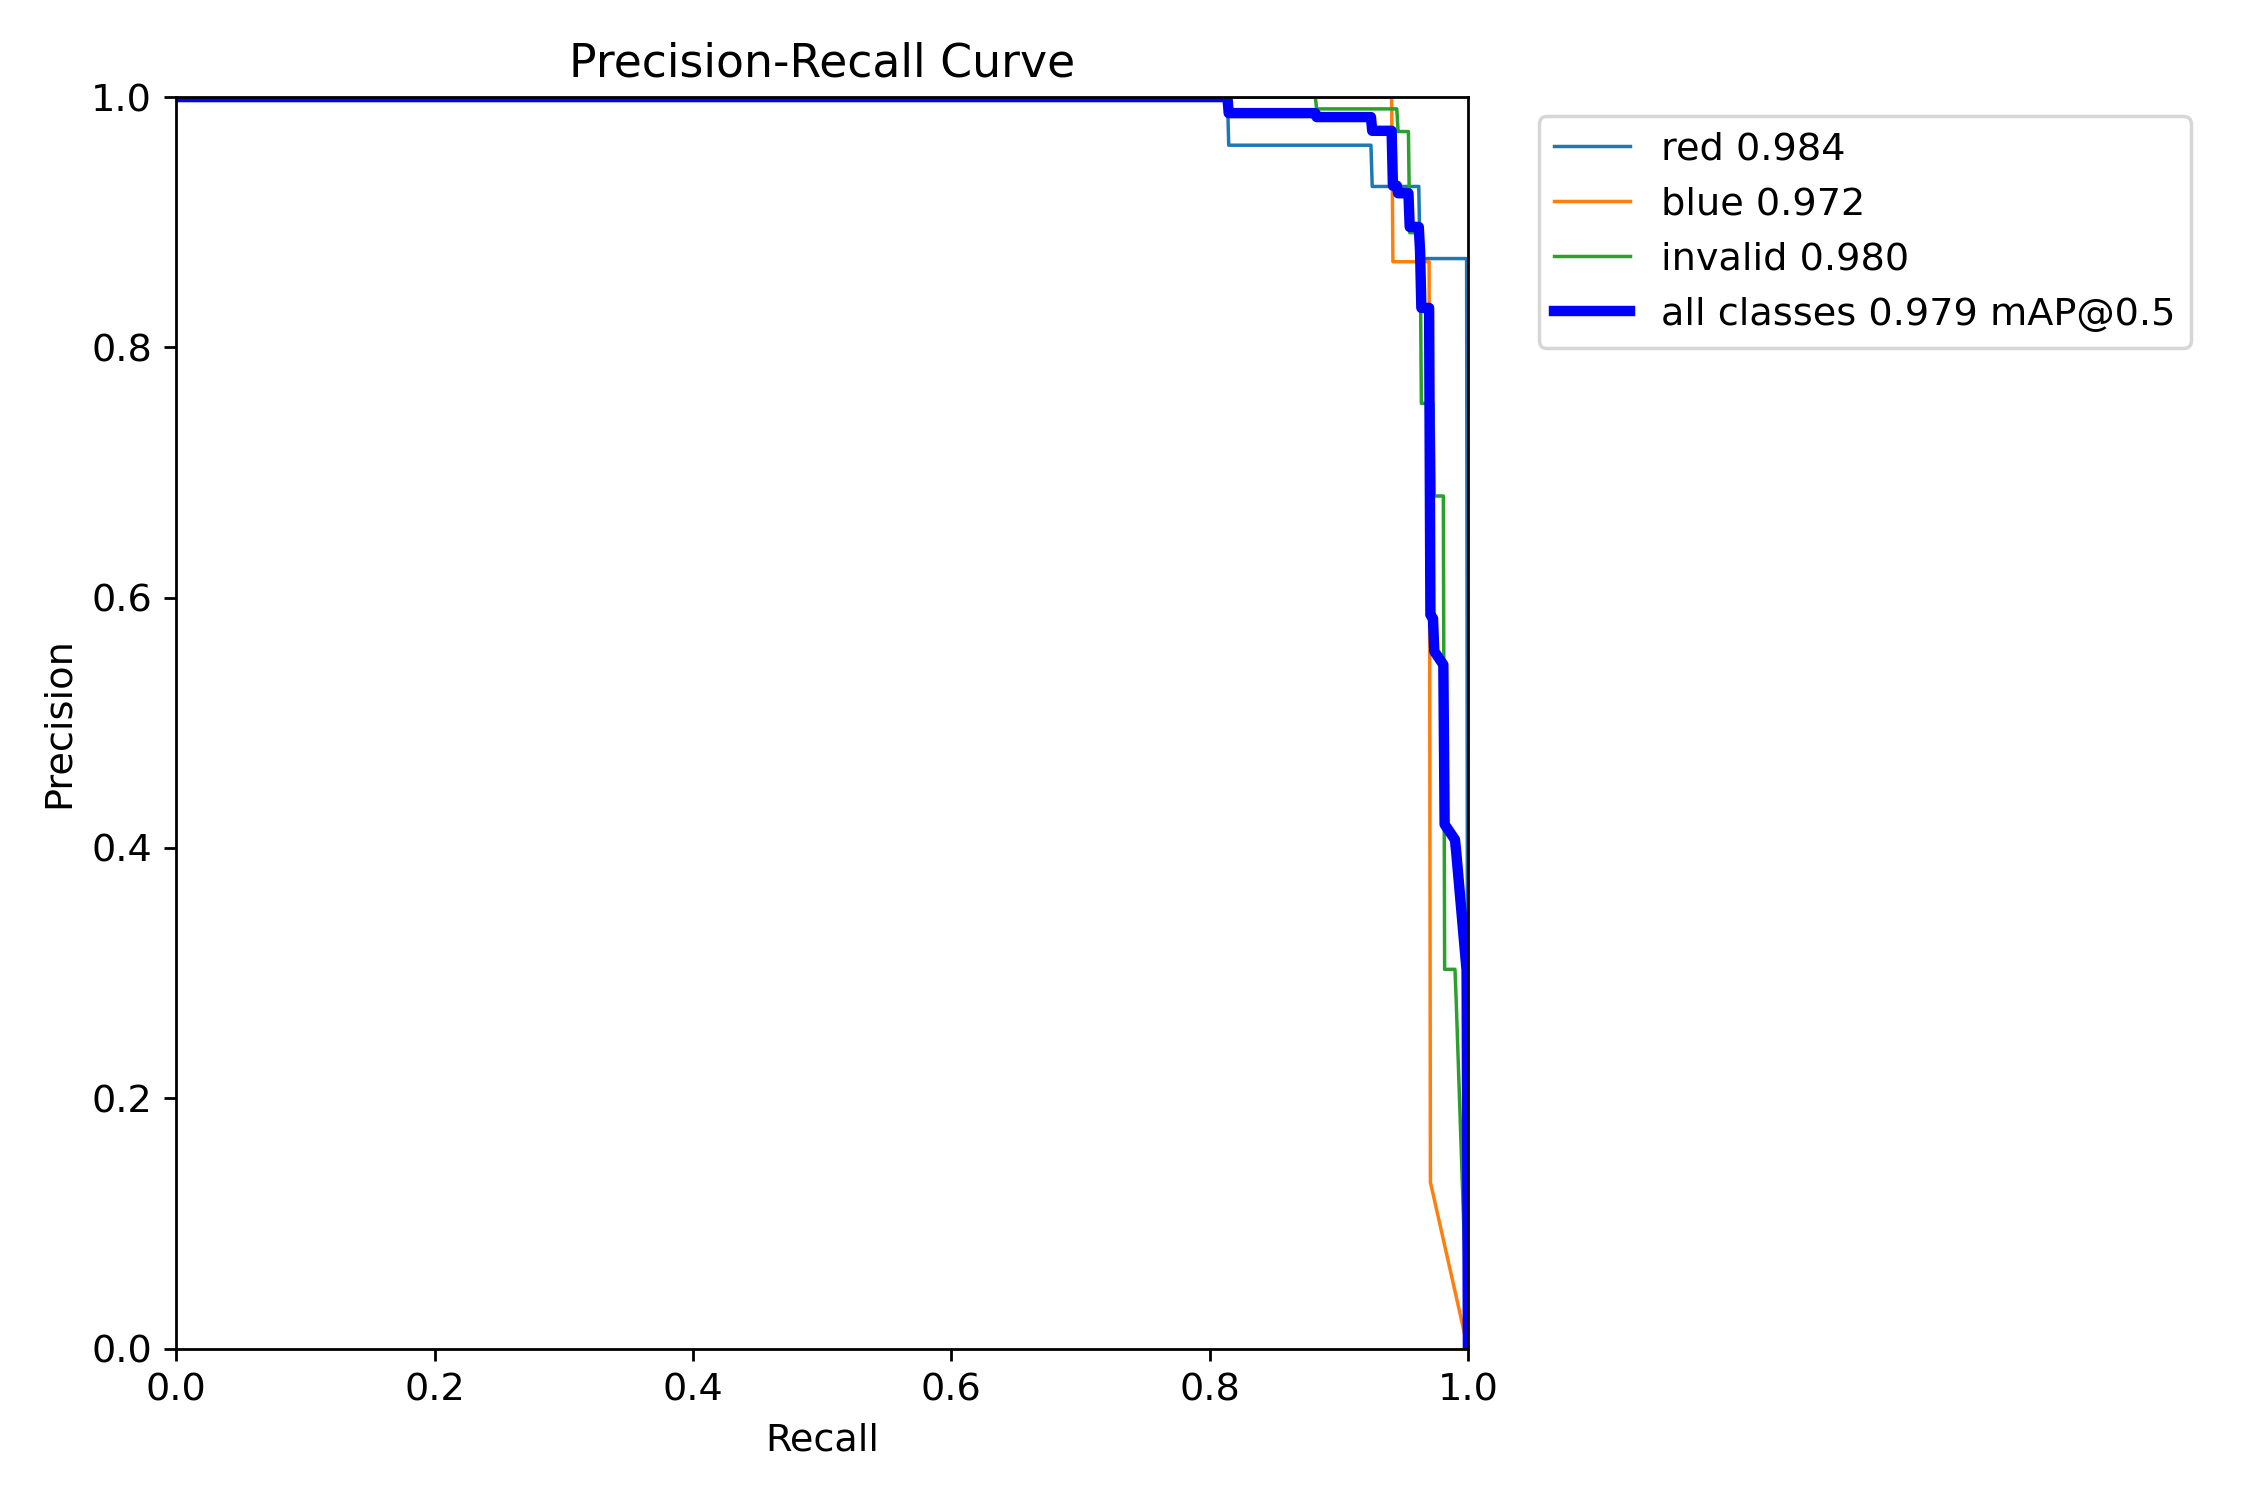 Precision-Recall Curve
1.0
0.8
0.6
0.4
0.2
0.0
Precision
0.0 0.2 0.4 0.6 0.8 1.0
Recall
red 0.984
blue 0.972
invalid 0.980
all classes 0.979 mAP@0.5